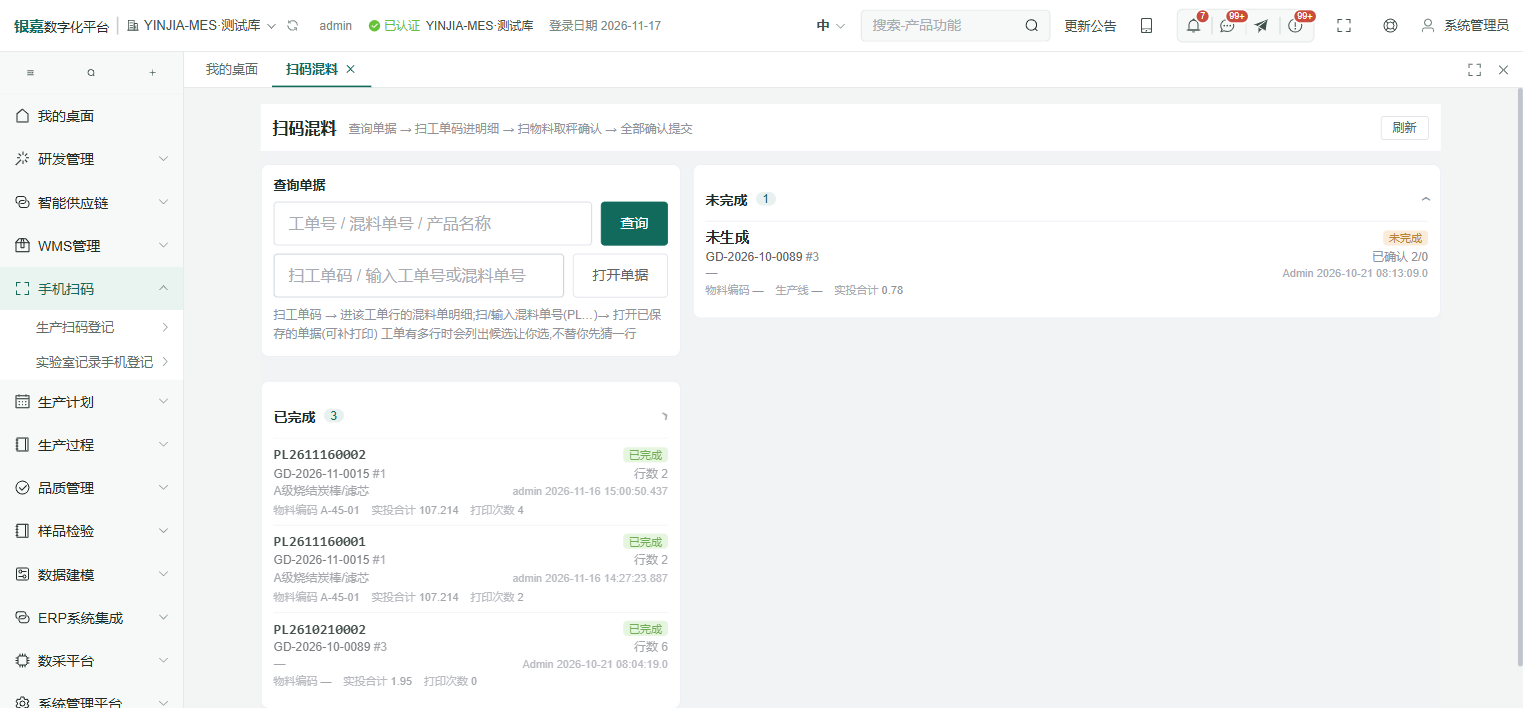 银嘉数字化平台
YINJIA-MES·测试库
admin
已认证 YINJIA-MES·测试库
登录日期 2026-11-17
中
搜索-产品功能
更新公告
7
99+
99+
系统管理员
我的桌面
扫码混料
我的桌面
研发管理
智能供应链
WMS管理
手机扫码
生产扫码登记
实验室记录手机登记
生产计划
生产过程
品质管理
样品检验
数据建模
ERP系统集成
数采平台
系统管理平台
扫码混料 查询单据 → 扫工单码进明细 → 扫物料取秤确认 → 全部确认提交
刷新
查询单据
工单号 / 混料单号 / 产品名称
查询
扫工单码 / 输入工单号或混料单号
打开单据
扫工单码 → 进该工单行的混料单明细;扫/输入混料单号(PL…)→ 打开已保
存的单据(可补打印) 工单有多行时会列出候选让你选,不替你先猜一行
未完成 1
未生成 未完成
GD-2026-10-0089 #3 已确认 2/0
— Admin 2026-10-21 08:13:09.0
物料编码 — 生产线 — 实投合计 0.78
已完成 3
PL2611160002 已完成
GD-2026-11-0015 #1 行数 2
A级烧结炭棒/滤芯 admin 2026-11-16 15:00:50.437
物料编码 A-45-01 实投合计 107.214 打印次数 4
PL2611160001 已完成
GD-2026-11-0015 #1 行数 2
A级烧结炭棒/滤芯 admin 2026-11-16 14:27:23.887
物料编码 A-45-01 实投合计 107.214 打印次数 2
PL2610210002 已完成
GD-2026-10-0089 #3 行数 6
— Admin 2026-10-21 08:04:19.0
物料编码 — 实投合计 1.95 打印次数 0